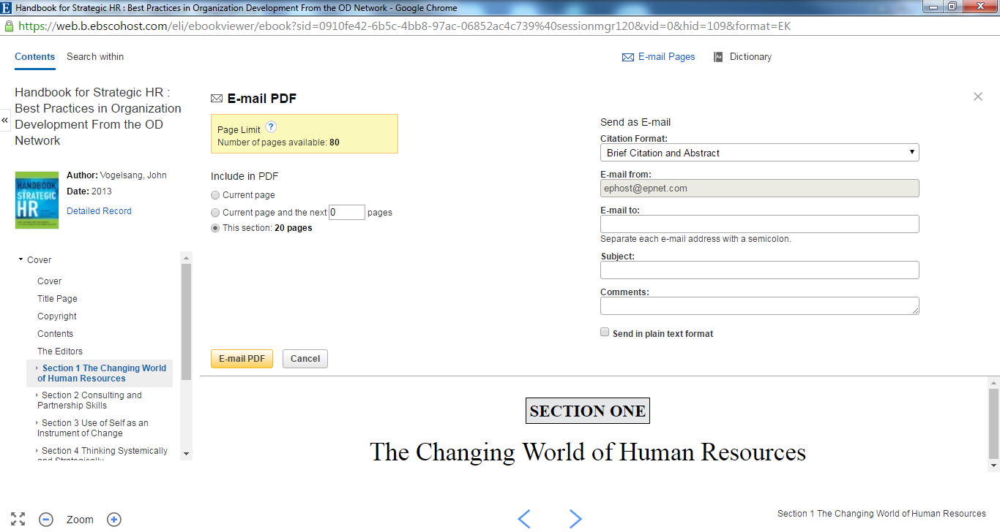 Handbook for Strategic HR : Best Practices in Organization Development From the OD Network - Google Chrome
https://web.b.ebscohost.com/eli/ebookviewer/ebook?sid=0910fe42-6b5c-4bb8-97ac-06852ac4c739%40sessionmgr120&vid=0&hid=109&format=EK
Contents Search within
E-mail Pages Dictionary
Handbook for Strategic HR :
Best Practices in Organization
Development From the OD
Network
HANDBOOK
STRATEGIC
HR
Author: Vogelsang, John
Date: 2013
Detailed Record
Cover
Cover
Title Page
Copyright
Contents
The Editors
Section 1 The Changing World
of Human Resources
Section 2 Consulting and
Partnership Skills
Section 3 Use of Self as an
Instrument of Change
Section 4 Thinking Systemically
and Strategically
E-mail PDF
Page Limit ?
Number of pages available: 80
Include in PDF
Current page
Current page and the next 0 pages
This section: 20 pages
E-mail PDF Cancel
Send as E-mail
Citation Format:
Brief Citation and Abstract
E-mail from:
ephost@epnet.com
E-mail to:
Separate each e-mail address with a semicolon.
Subject:
Comments:
Send in plain text format
SECTION ONE
The Changing World of Human Resources
Zoom
Section 1 The Changing World of Human Resources